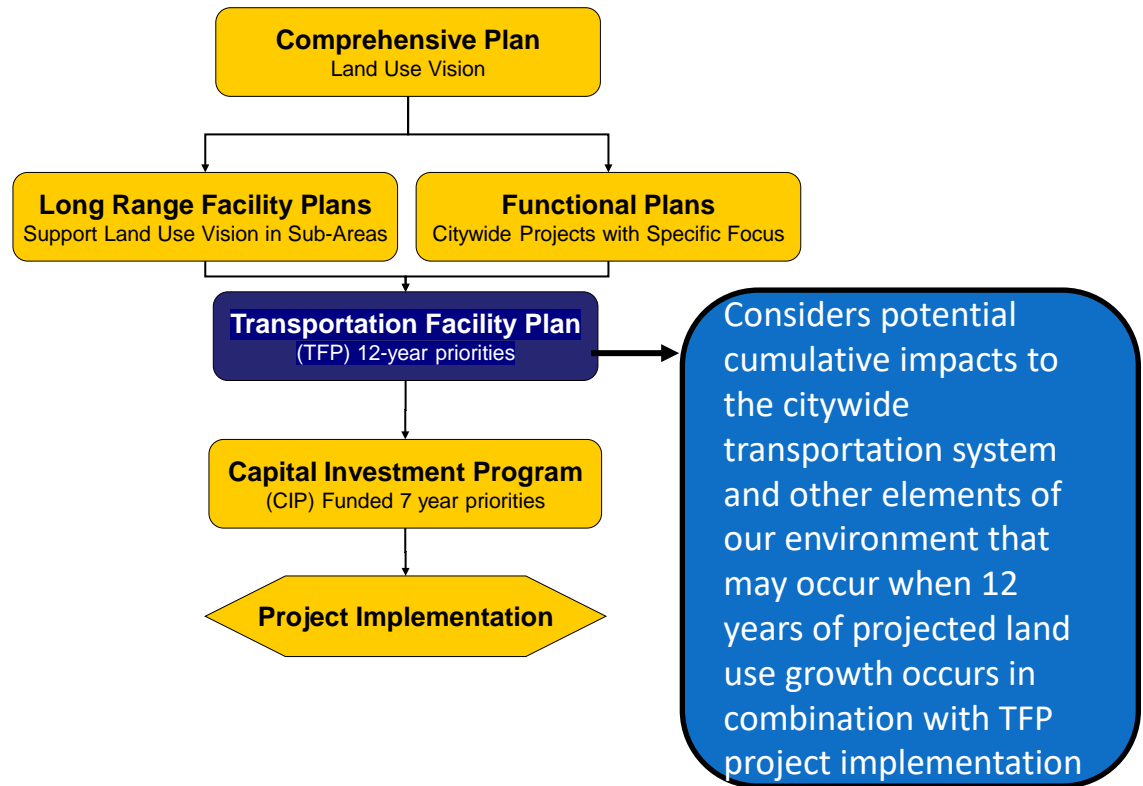 Comprehensive Plan
Land Use Vision
Long Range Facility Plans
Support Land Use Vision in Sub-Areas
Functional Plans
Citywide Projects with Specific Focus
Transportation Facility Plan
(TFP) 12-year priorities
Considers potential
cumulative impacts to
the citywide
transportation system
and other elements of
our environment that
may occur when 12
years of projected land
use growth occurs in
combination with TFP
project implementation
Capital Investment Program
(CIP) Funded 7 year priorities
Project Implementation